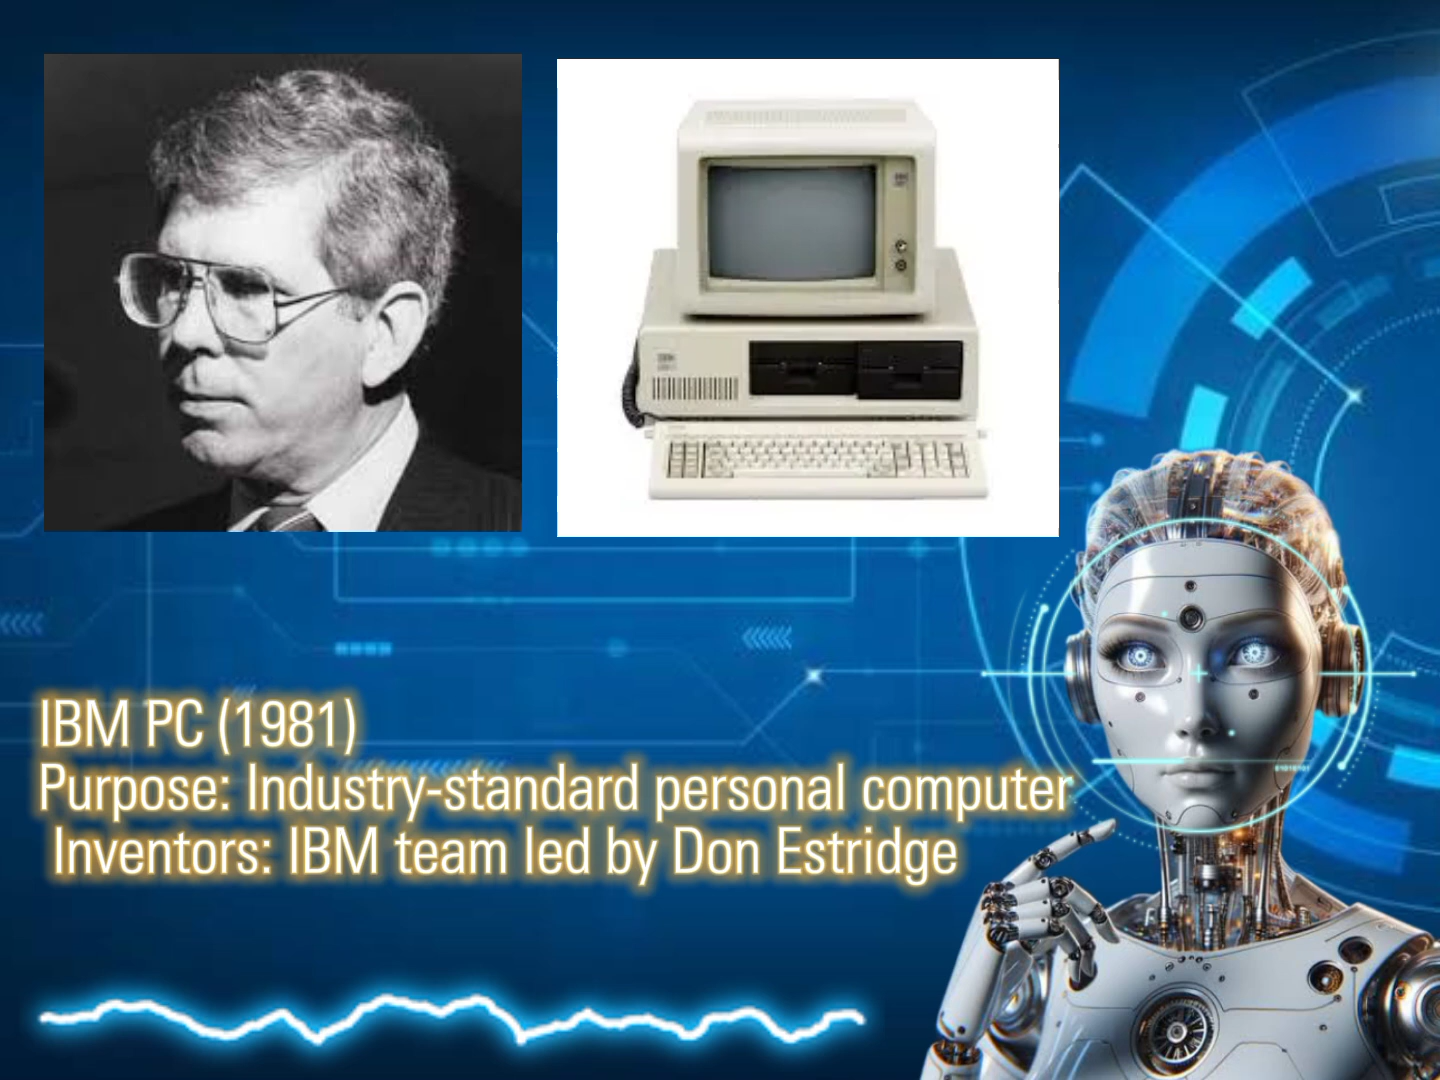 IBM PC (1981)
Purpose: Industry-standard personal computer
Inventors: IBM team led by Don Estridge